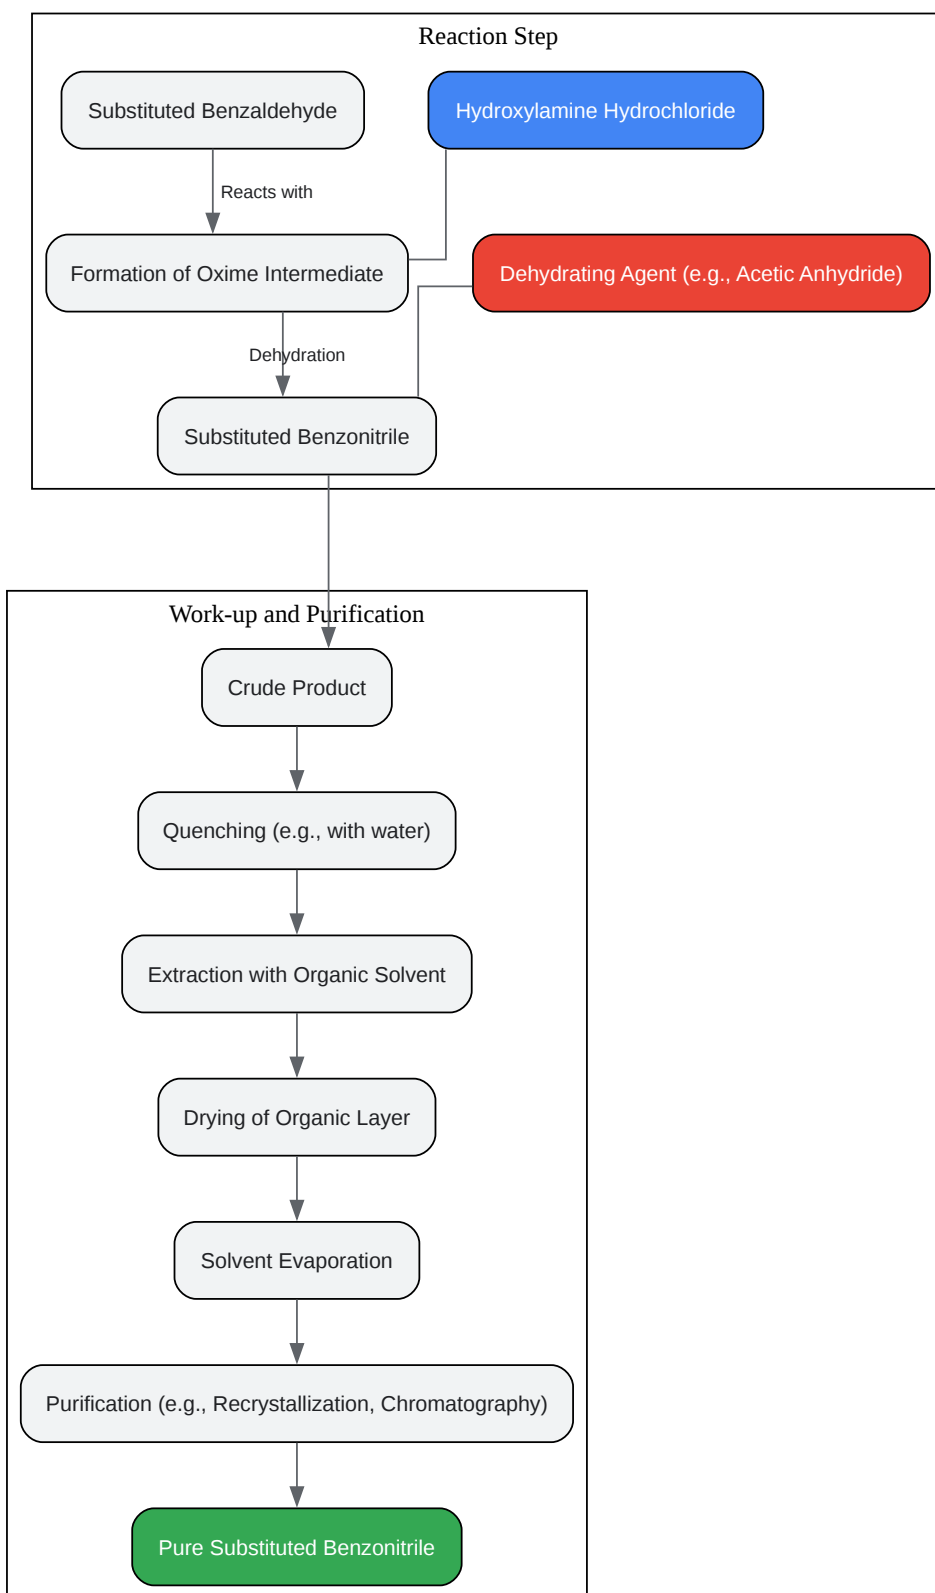 Reaction Step
Substituted Benzaldehyde
Hydroxylamine Hydrochloride
Reacts with
Formation of Oxime Intermediate
Dehydrating Agent (e.g., Acetic Anhydride)
Dehydration
Substituted Benzonitrile
Work-up and Purification
Crude Product
Quenching (e.g., with water)
Extraction with Organic Solvent
Drying of Organic Layer
Solvent Evaporation
Purification (e.g., Recrystallization, Chromatography)
Pure Substituted Benzonitrile